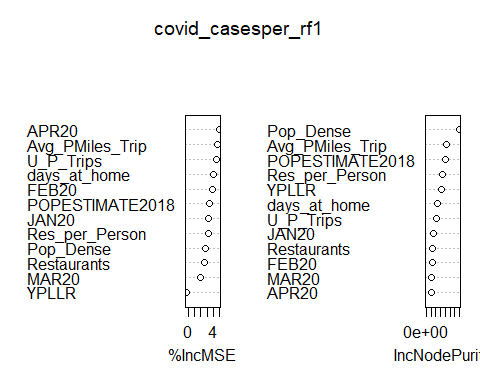 covid_casesper_rf1
APR20
Avg_PMiles_Trip
U_P_Trips
days_at_home
FEB20
POPESTIMATE2018
JAN20
Res_per_Person
Pop_Dense
Restaurants
MAR20
YPLLR
0 4
%IncMSE
Pop_Dense
Avg_PMiles_Trip
POPESTIMATE2018
Res_per_Person
YPLLR
days_at_home
U_P_Trips
JAN20
Restaurants
FEB20
MAR20
APR20
0e+00
IncNodePuri